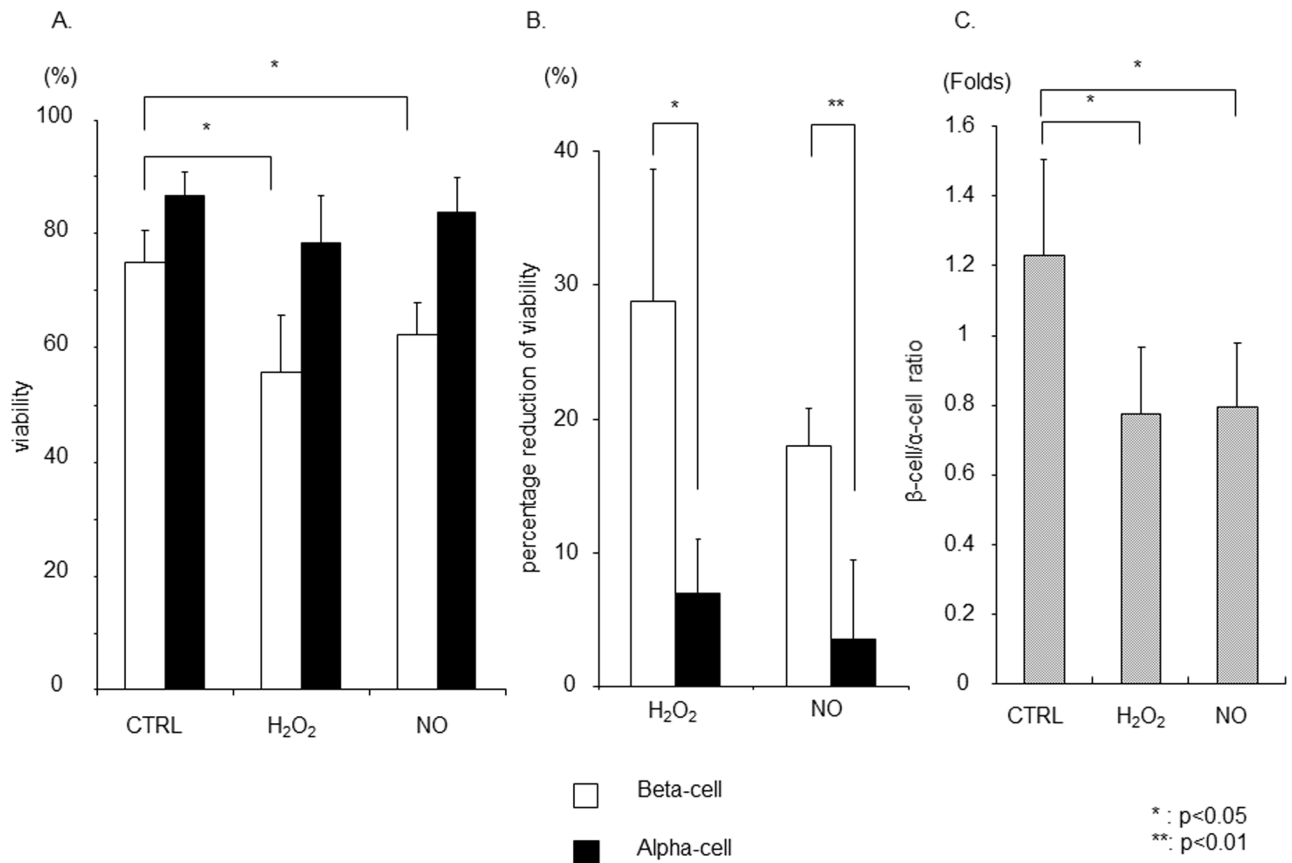 A.
(%)
*
*
100
80
60
40
20
0
viability
CTRL
H₂O₂
NO
B.
(%)
*
**
40
30
20
10
0
percentage reduction of viability
H₂O₂
NO
C.
(Folds)
*
*
1.6
1.4
1.2
1
0.8
0.6
0.4
0.2
0
β-cell/α-cell ratio
CTRL
H₂O₂
NO
Beta-cell
Alpha-cell
* : p<0.05
**: p<0.01